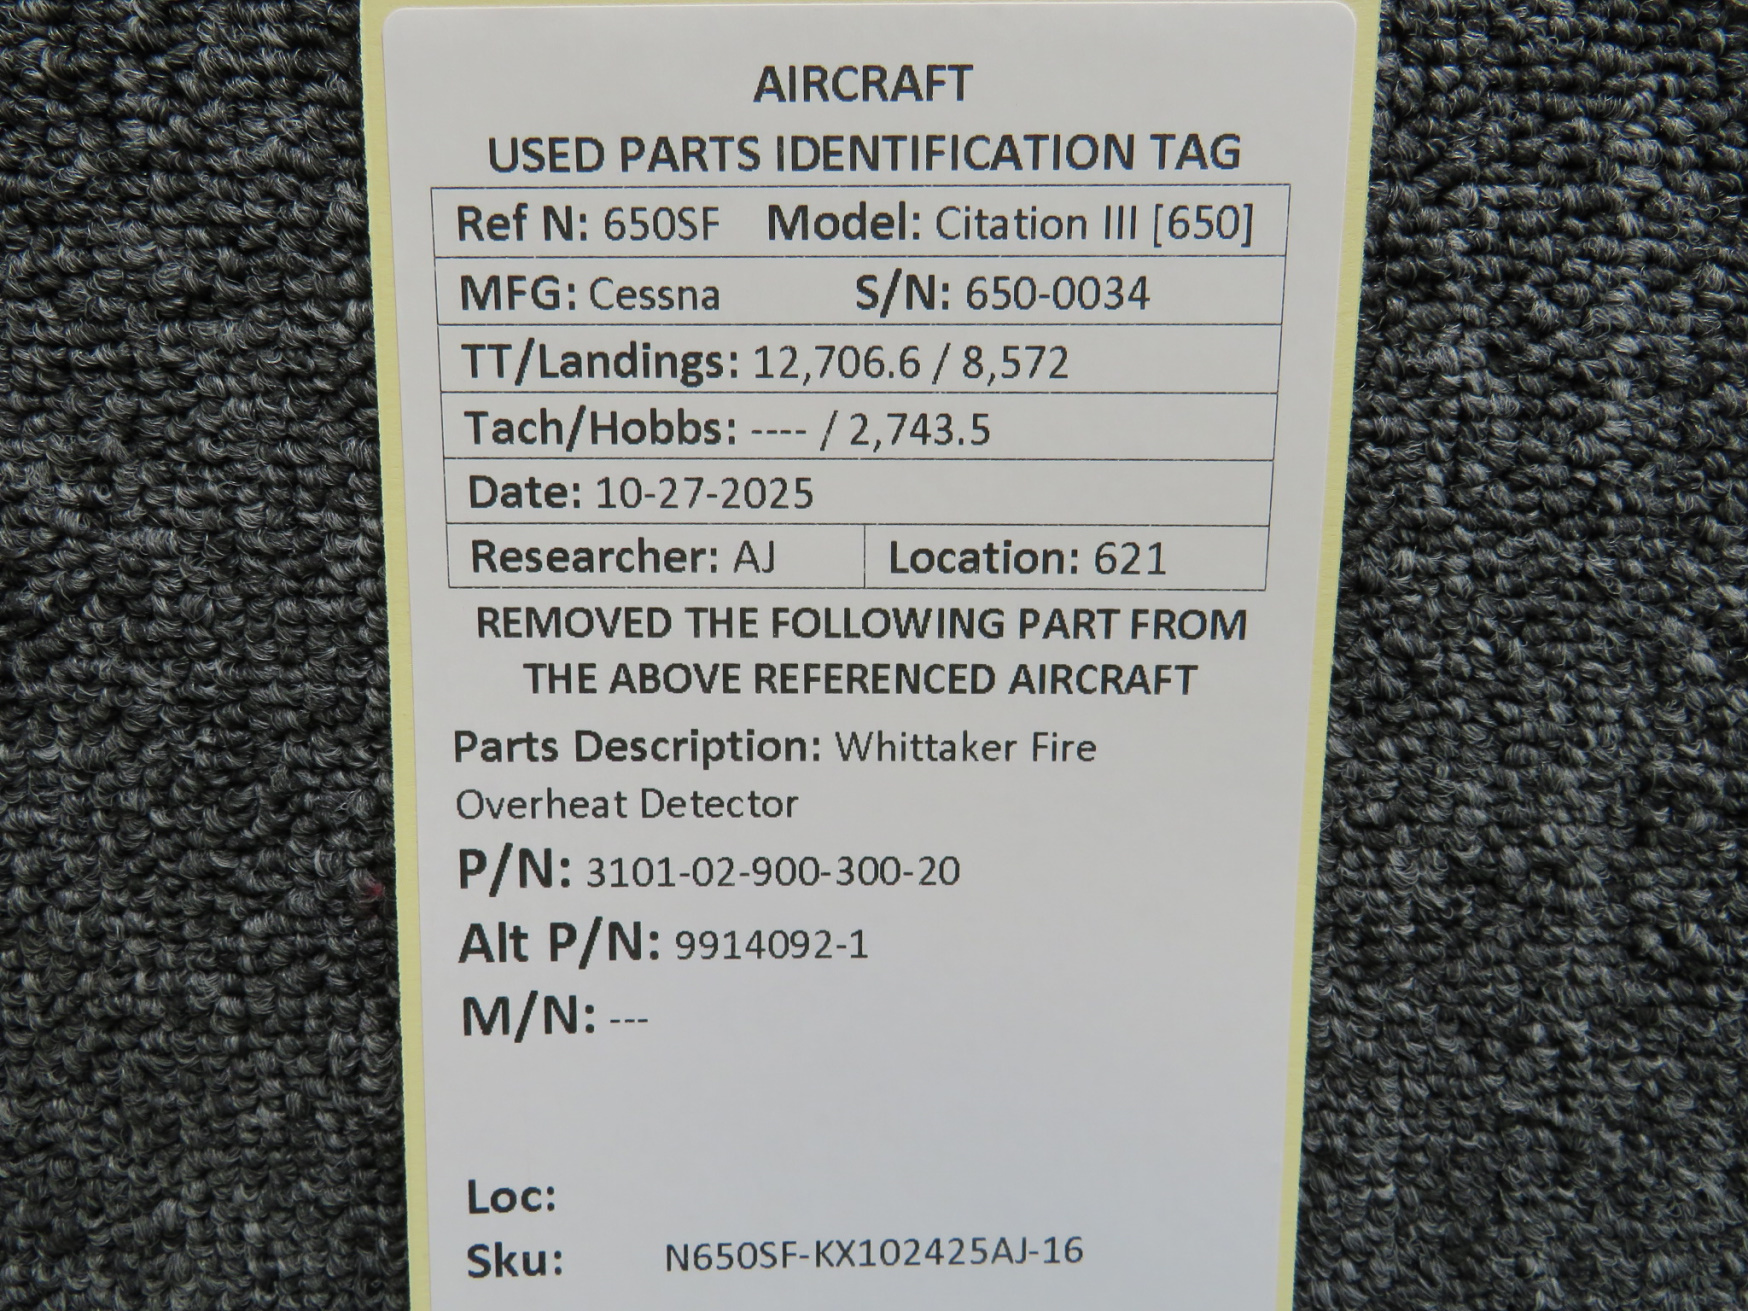 AIRCRAFT
USED PARTS IDENTIFICATION TAG
Ref N: 650SF Model: Citation III [650]
MFG: Cessna S/N: 650-0034
TT/Landings: 12,706.6 / 8,572
Tach/Hobbs: ---- / 2,743.5
Date: 10-27-2025
Researcher: AJ Location: 621
REMOVED THE FOLLOWING PART FROM
THE ABOVE REFERENCED AIRCRAFT
Parts Description: Whittaker Fire
Overheat Detector
P/N: 3101-02-900-300-20
Alt P/N: 9914092-1
M/N: ---
Loc:
Sku: N650SF-KX102425AJ-16